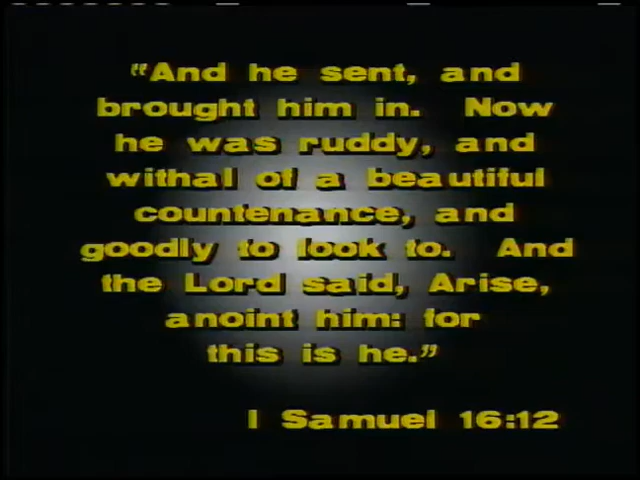 "And he sent, and
brought him in. Now
he was ruddy, and
withal of a beautiful
countenance, and
goodly to look to. And
the Lord said, Arise,
anoint him: for
this is he."
I Samuel 16:12